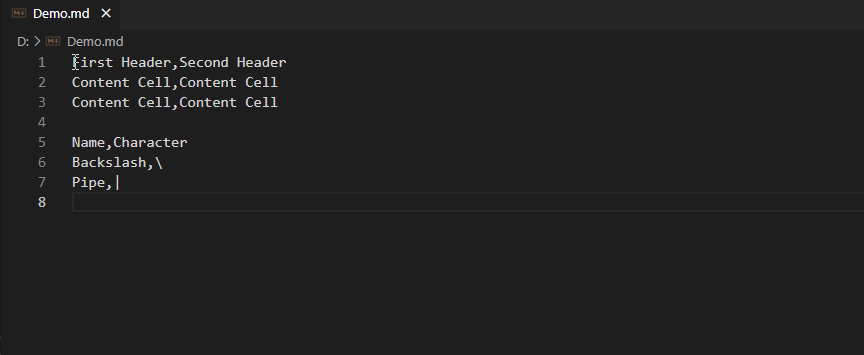 Demo.md
D: > Demo.md
1 First Header,Second Header
2 Content Cell,Content Cell
3 Content Cell,Content Cell
4
5 Name,Character
6 Backslash,\
7 Pipe,|
8